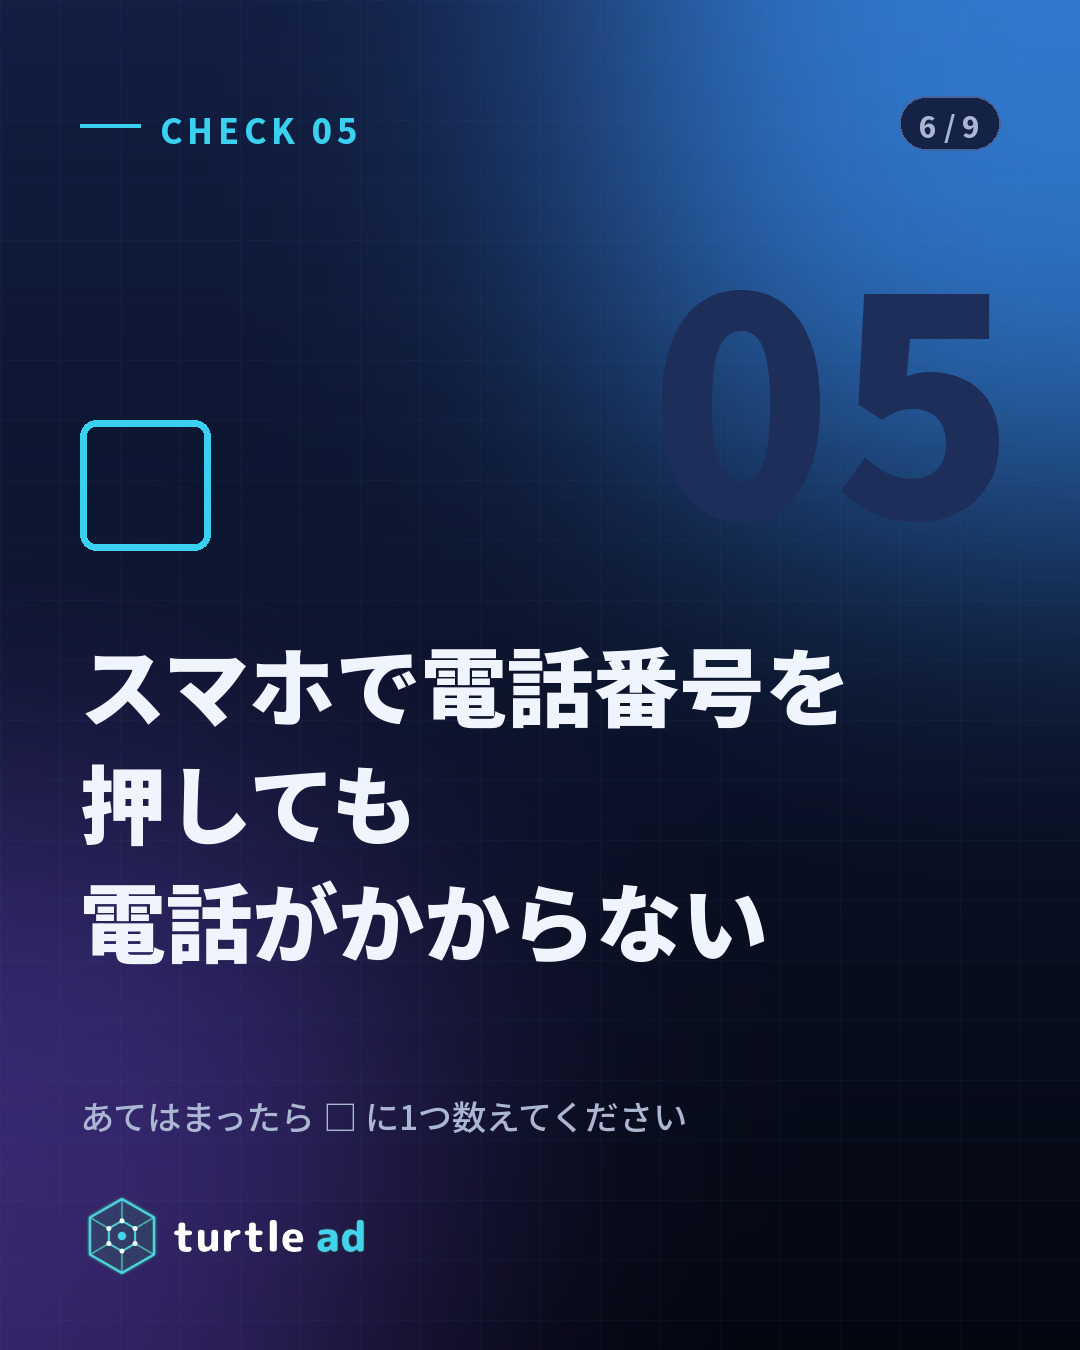 CHECK 05
6 / 9
05
スマホで電話番号を
押しても
電話がかからない
あてはまったら □ に1つ数えてください
turtle ad